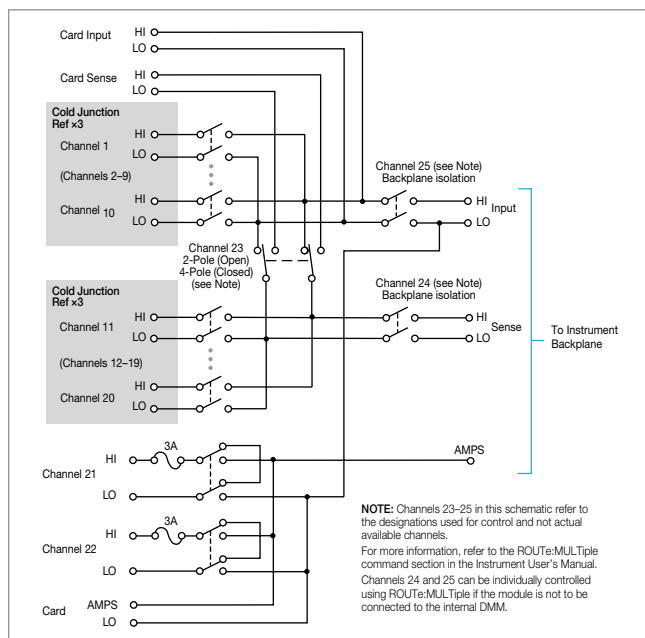 Card Input HI
LO
Card Sense HI
LO
Cold Junction
Ref ×3
HI
Channel 1
LO
(Channels 2–9)
HI
Channel 10
LO
Channel 25 (see Note)
Backplane isolation
HI
Input
LO
Channel 23
2-Pole (Open)
4-Pole (Closed)
(see Note)
Channel 24 (see Note)
Backplane isolation
HI
Sense
LO
To Instrument
Backplane
Cold Junction
Ref ×3
HI
Channel 11
LO
(Channels 12–19)
HI
Channel 20
LO
AMPS
3A
HI
Channel 21
LO
3A
HI
Channel 22
LO
AMPS
Card
LO
NOTE: Channels 23–25 in this schematic refer to
the designations used for control and not actual
available channels.
For more information, refer to the ROUTe:MULTiple
command section in the Instrument User's Manual.
Channels 24 and 25 can be individually controlled
using ROUTe:MULTiple if the module is not to be
connected to the internal DMM.